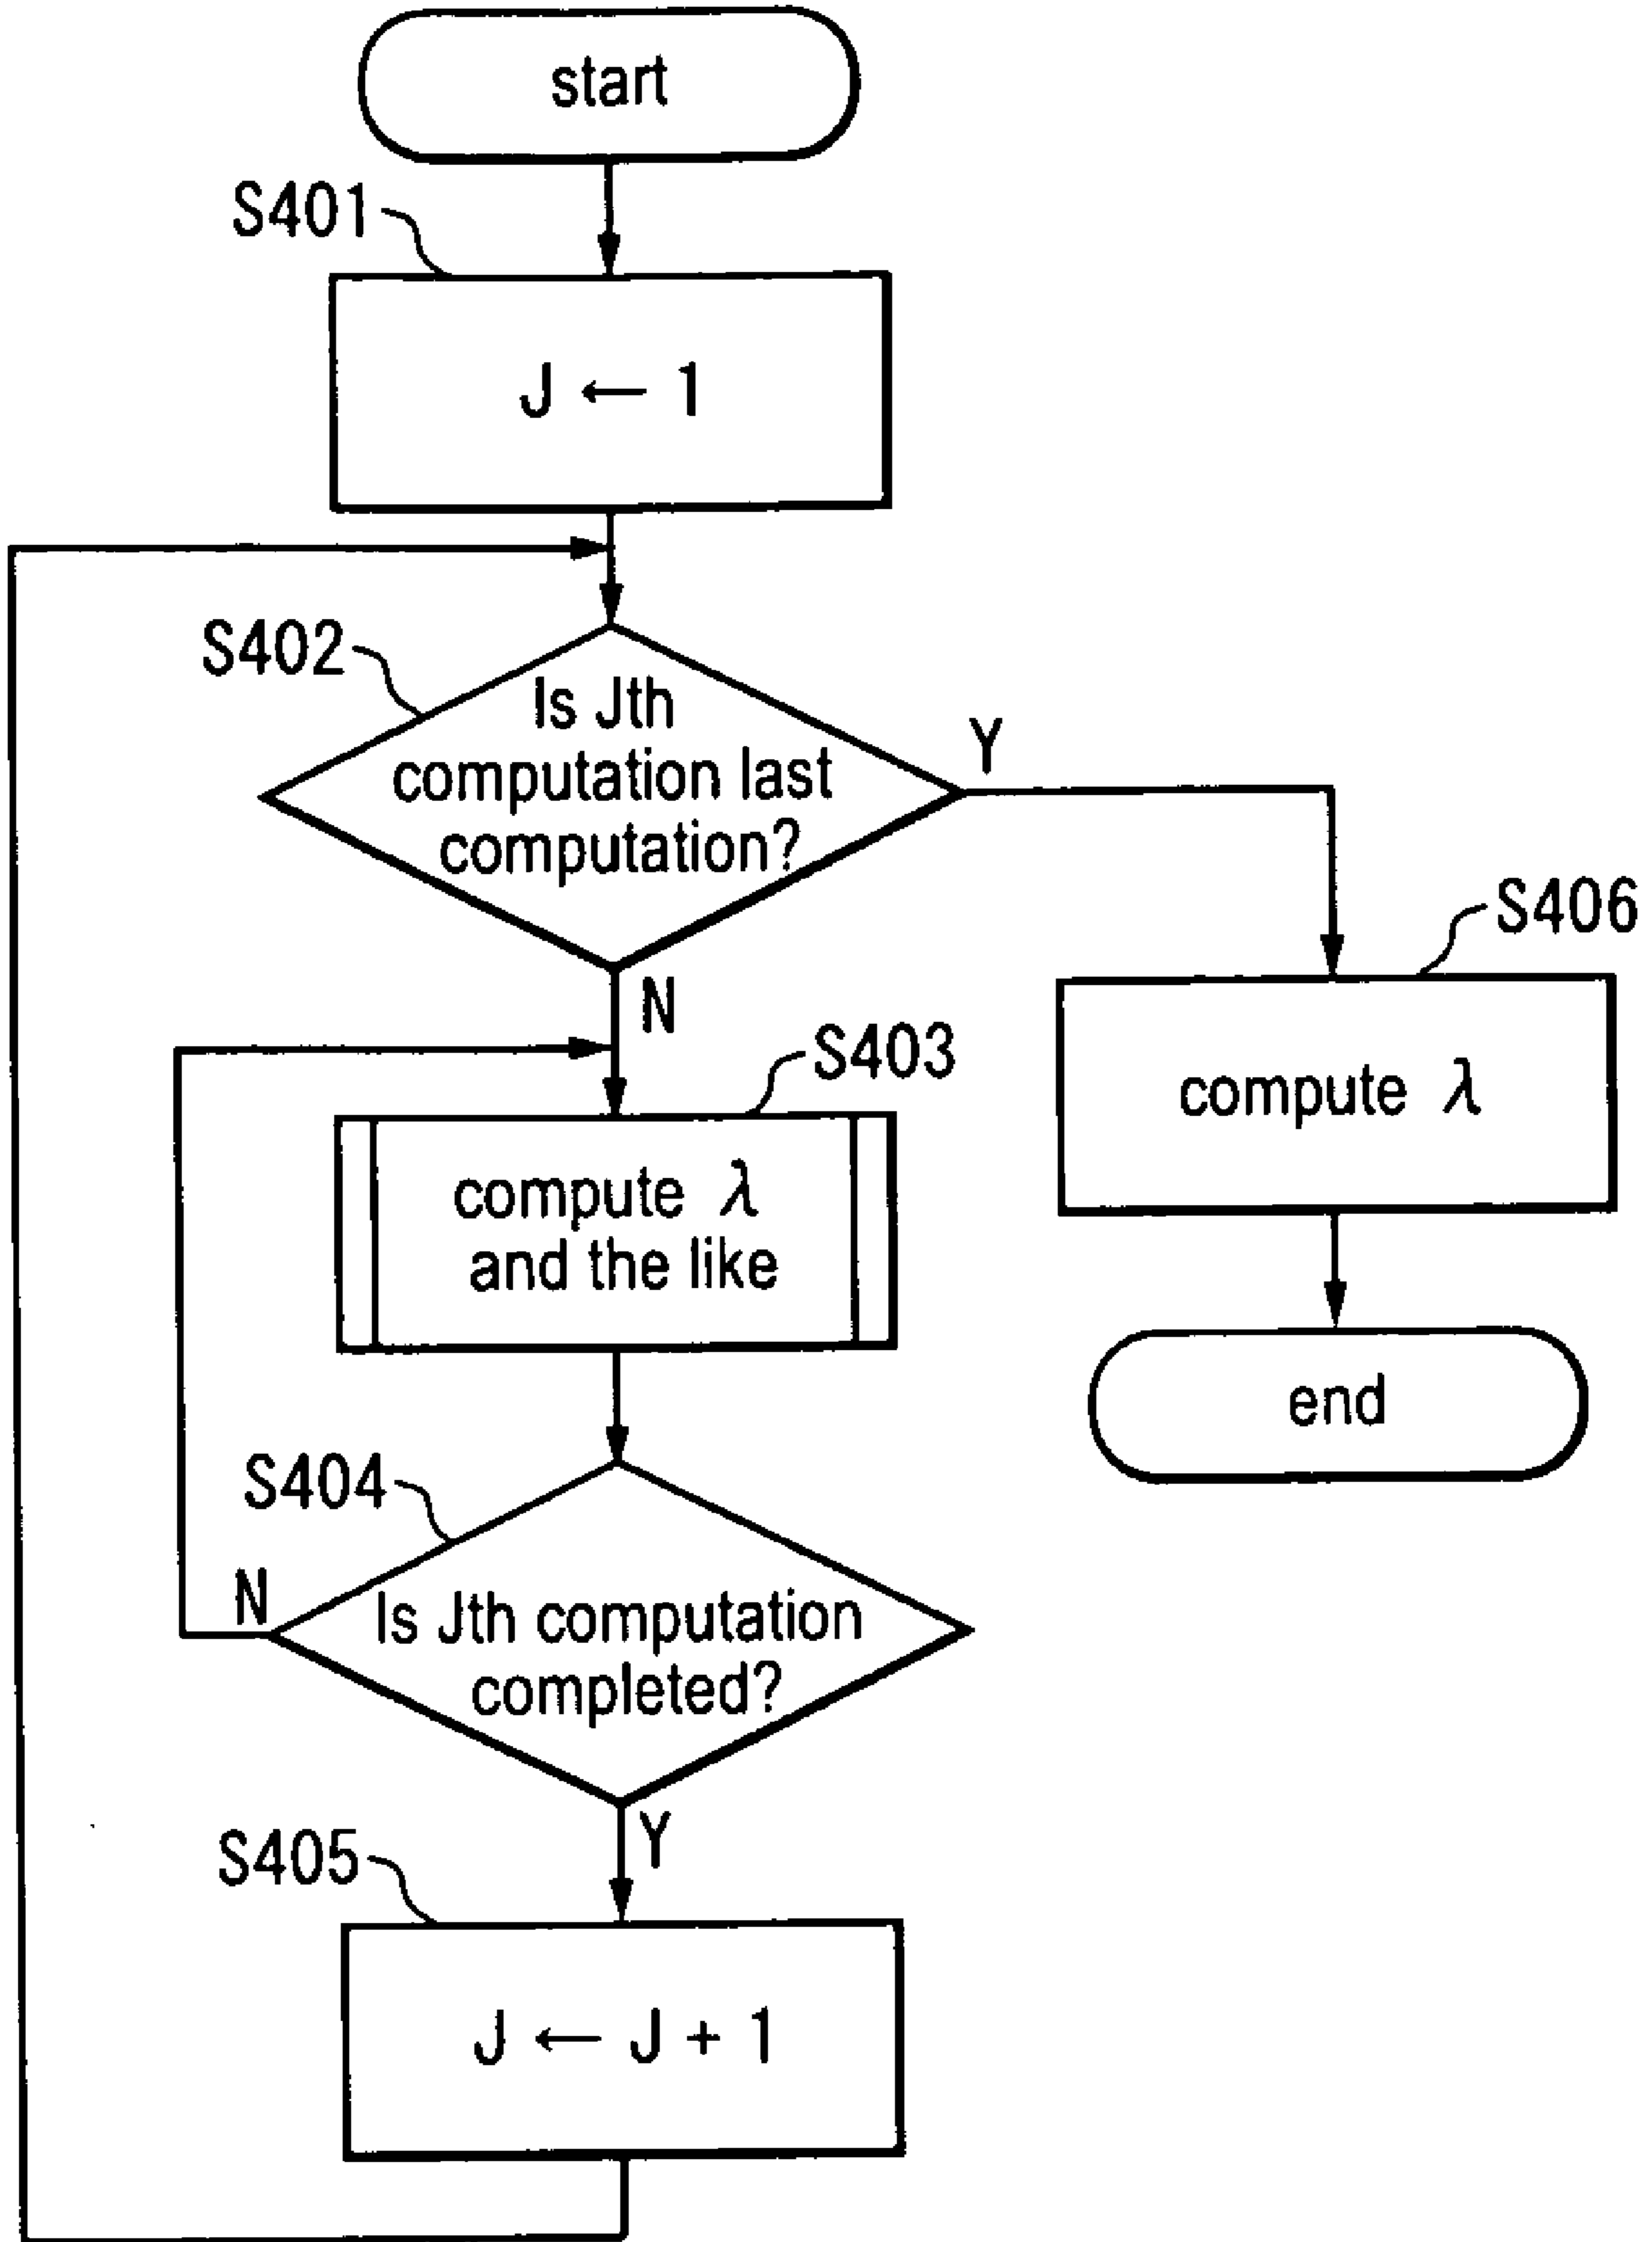 start
S401
J ← 1
S402
Is Jth
computation last
computation?
Y
N
S406
compute λ
end
S403
compute λ
and the like
S404
N
Is Jth computation
completed?
Y
S405
J ← J + 1